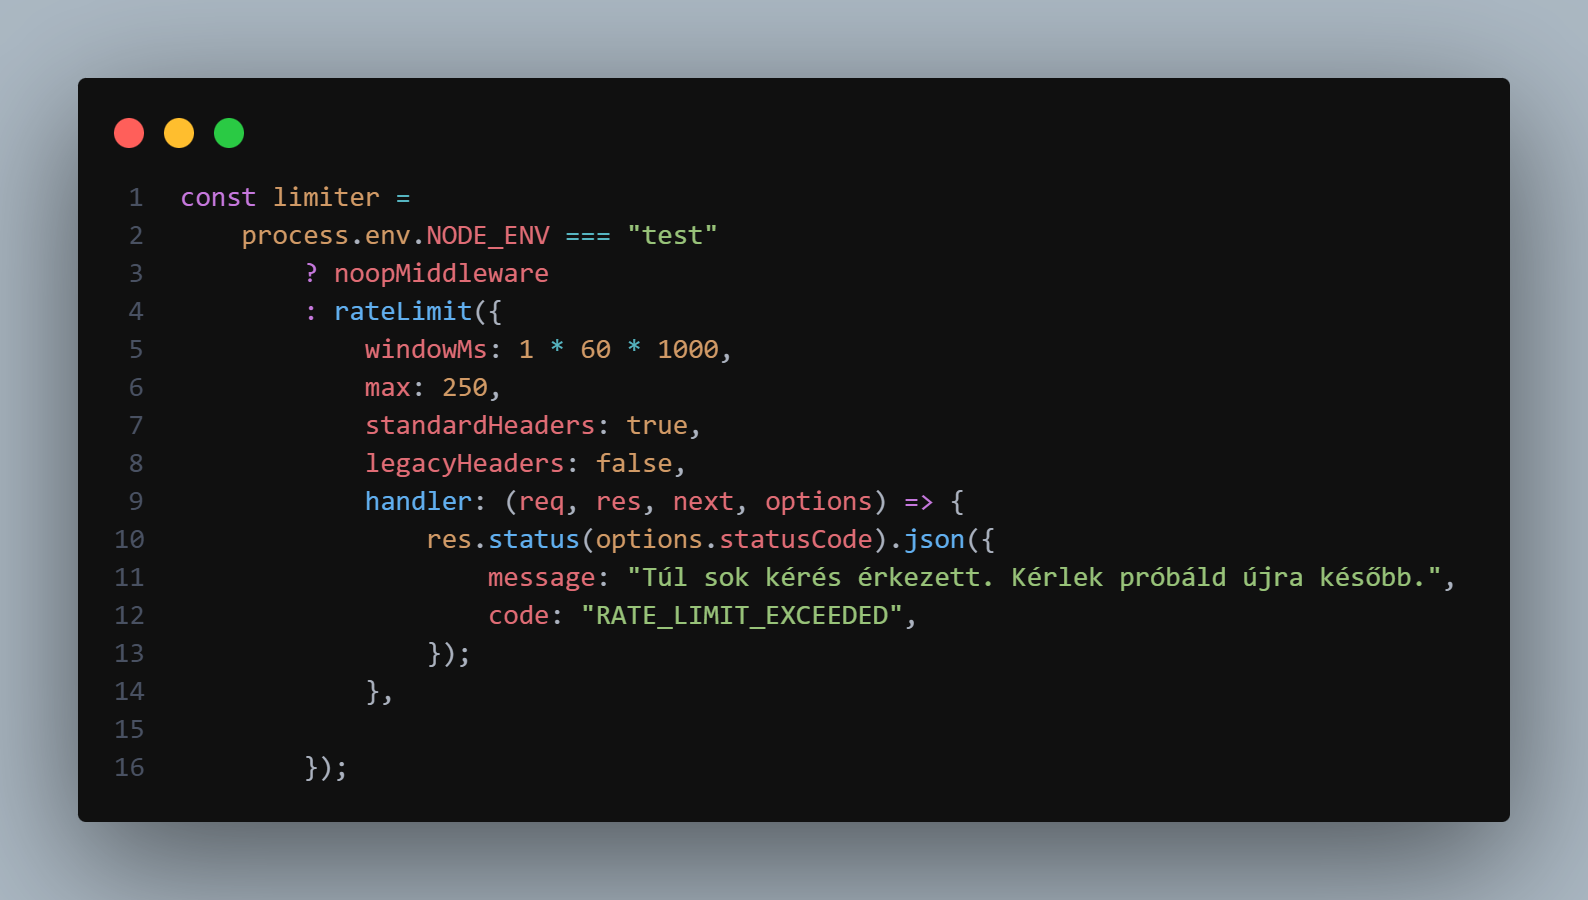 1 const limiter =
2 process.env.NODE_ENV === "test"
3 ? noopMiddleware
4 : rateLimit({
5 windowMs: 1 * 60 * 1000,
6 max: 250,
7 standardHeaders: true,
8 legacyHeaders: false,
9 handler: (req, res, next, options) => {
10 res.status(options.statusCode).json({
11 message: "Túl sok kérés érkezett. Kérlek próbáld újra később.",
12 code: "RATE_LIMIT_EXCEEDED",
13 });
14 },
15
16 });